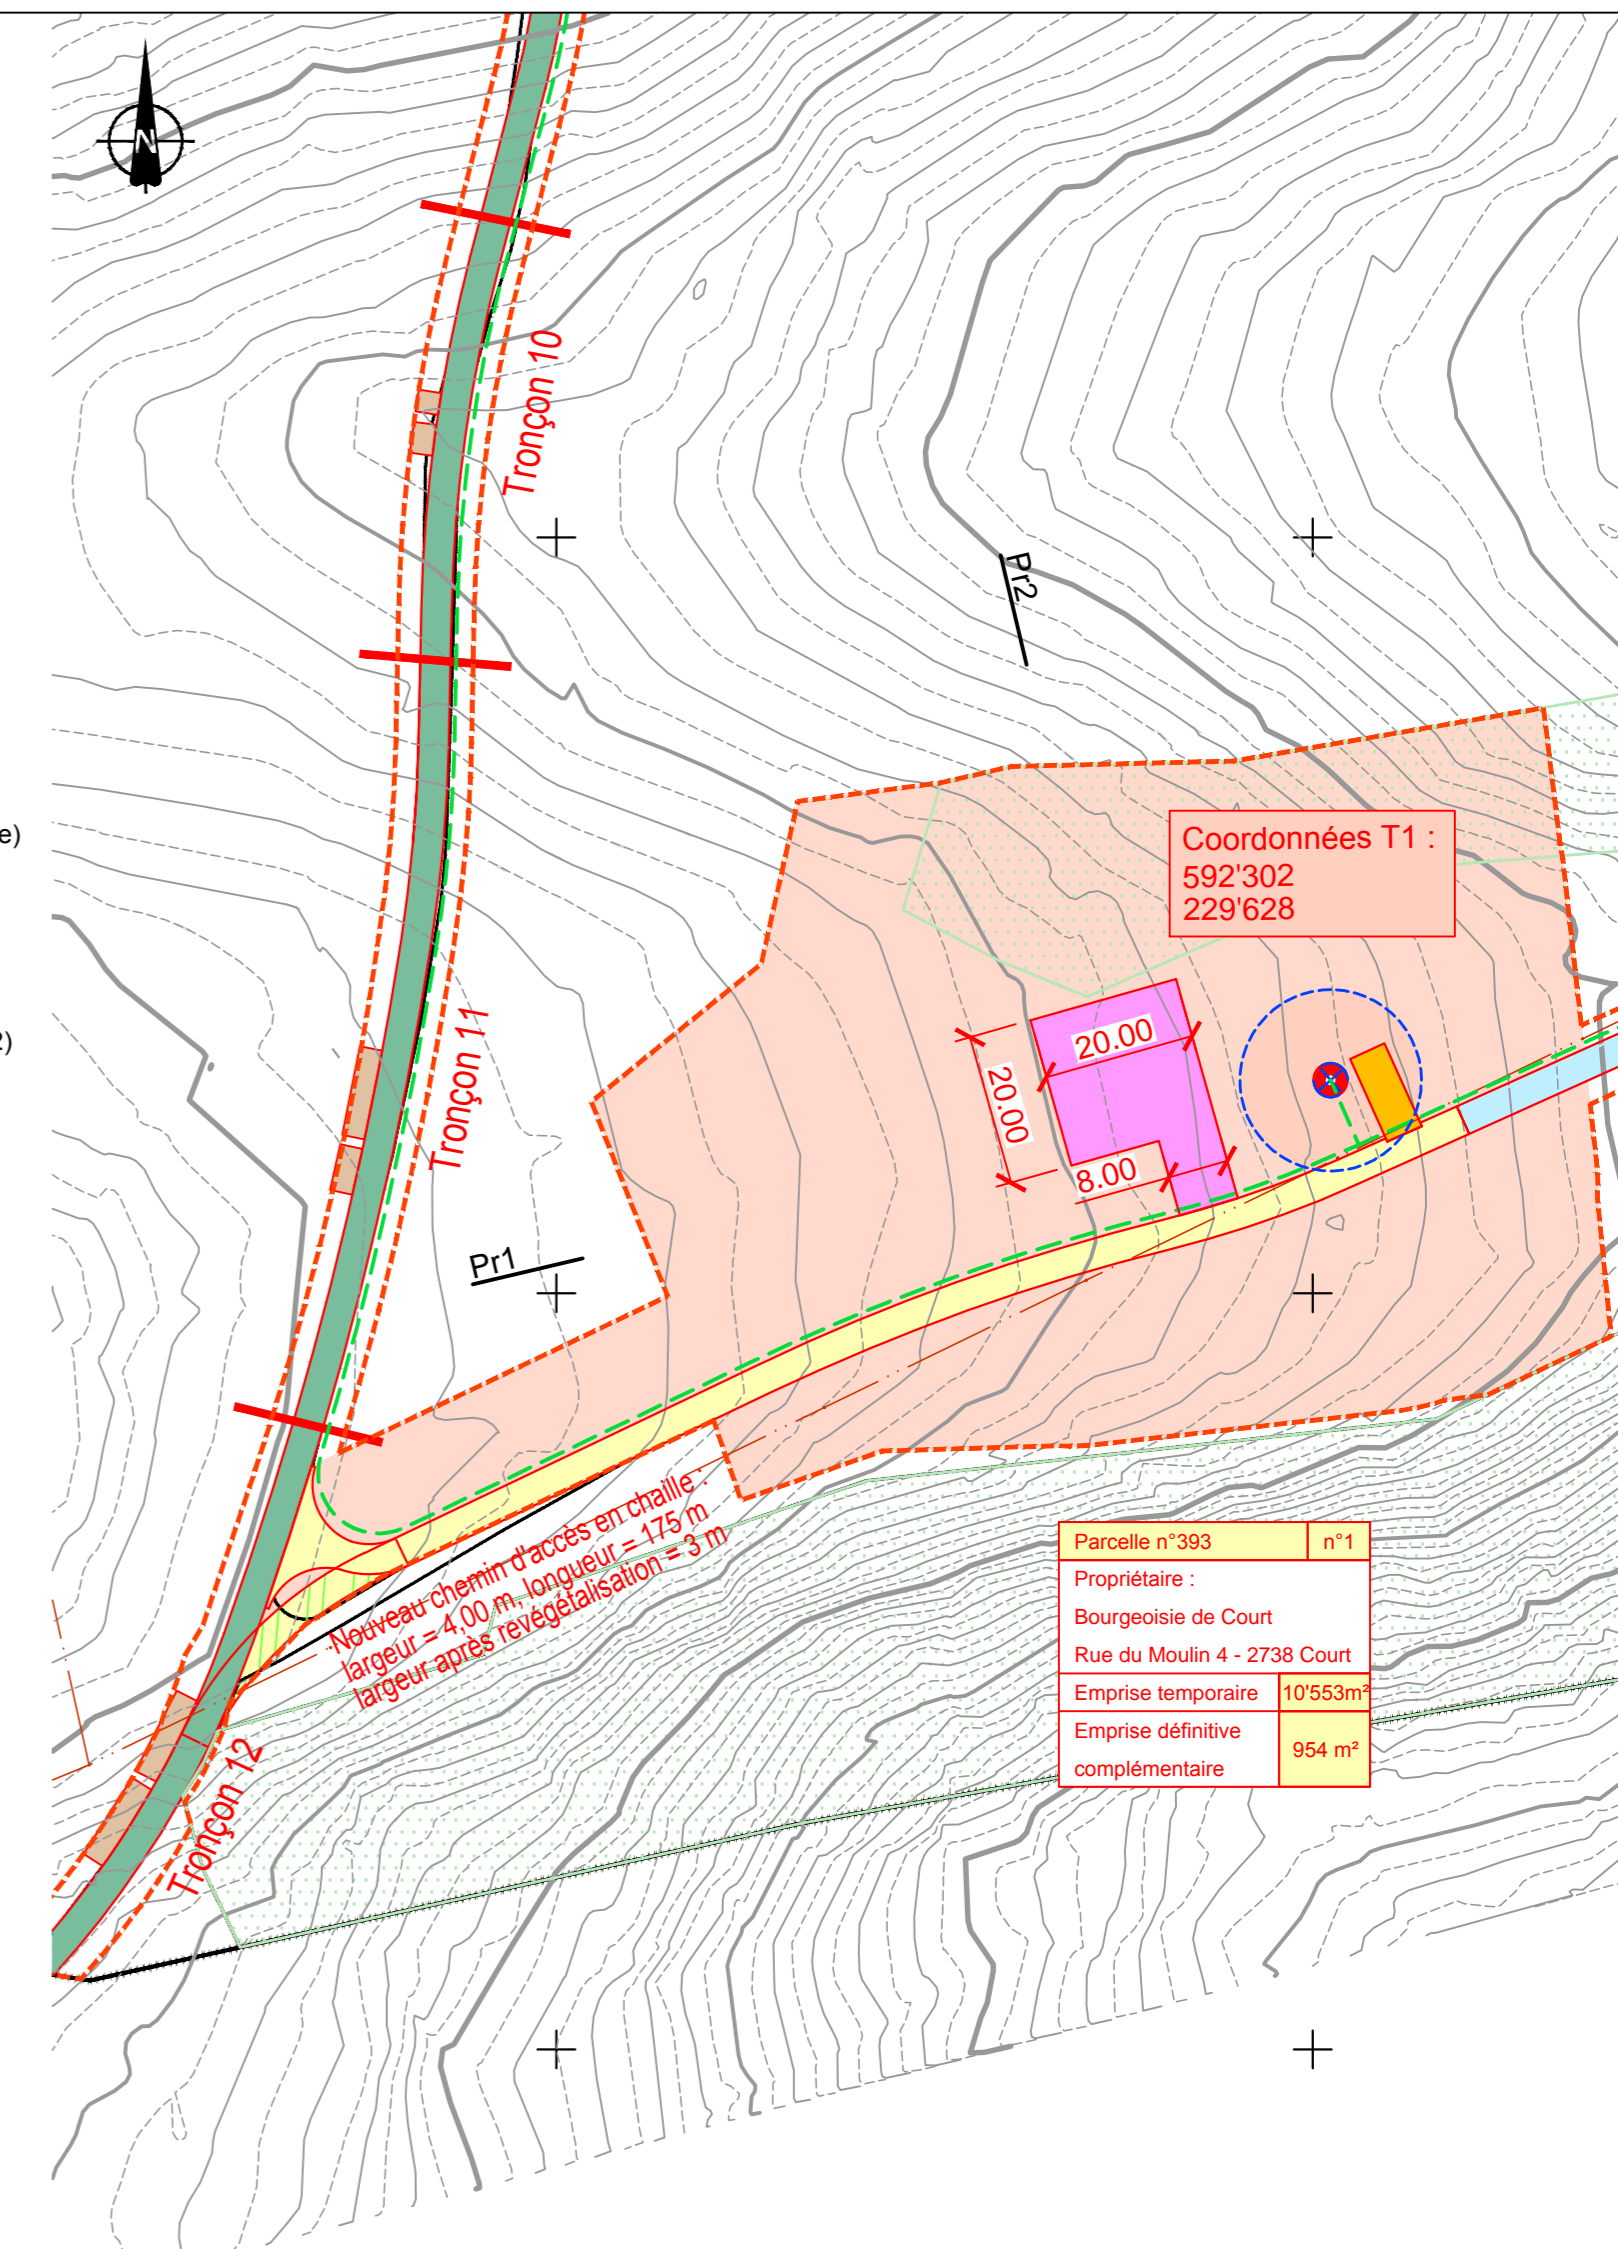 N
Tronçon 10
Pr2
e)
Coordonnées T1 :
592'302
229'628
2)
Tronçon 11
20.00
20.00
8.00
Pr1
Nouveau chemin d'accès en chaille :
largeur = 4,00 m, longueur = 175 m
largeur après revégétalisation = 3 m
Parcelle n°393 n°1
Propriétaire :
Bourgeoisie de Court
Rue du Moulin 4 - 2738 Court
Emprise temporaire 10'553m²
Emprise définitive
complémentaire 954 m²
Tronçon 12